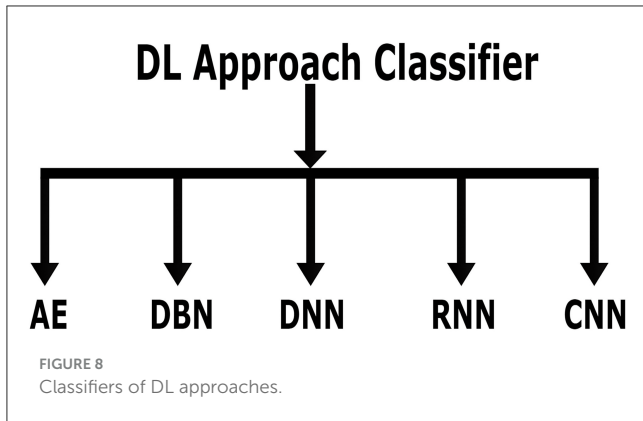 DL Approach Classifier
AE DBN DNN RNN CNN
FIGURE 8
Classifiers of DL approaches.